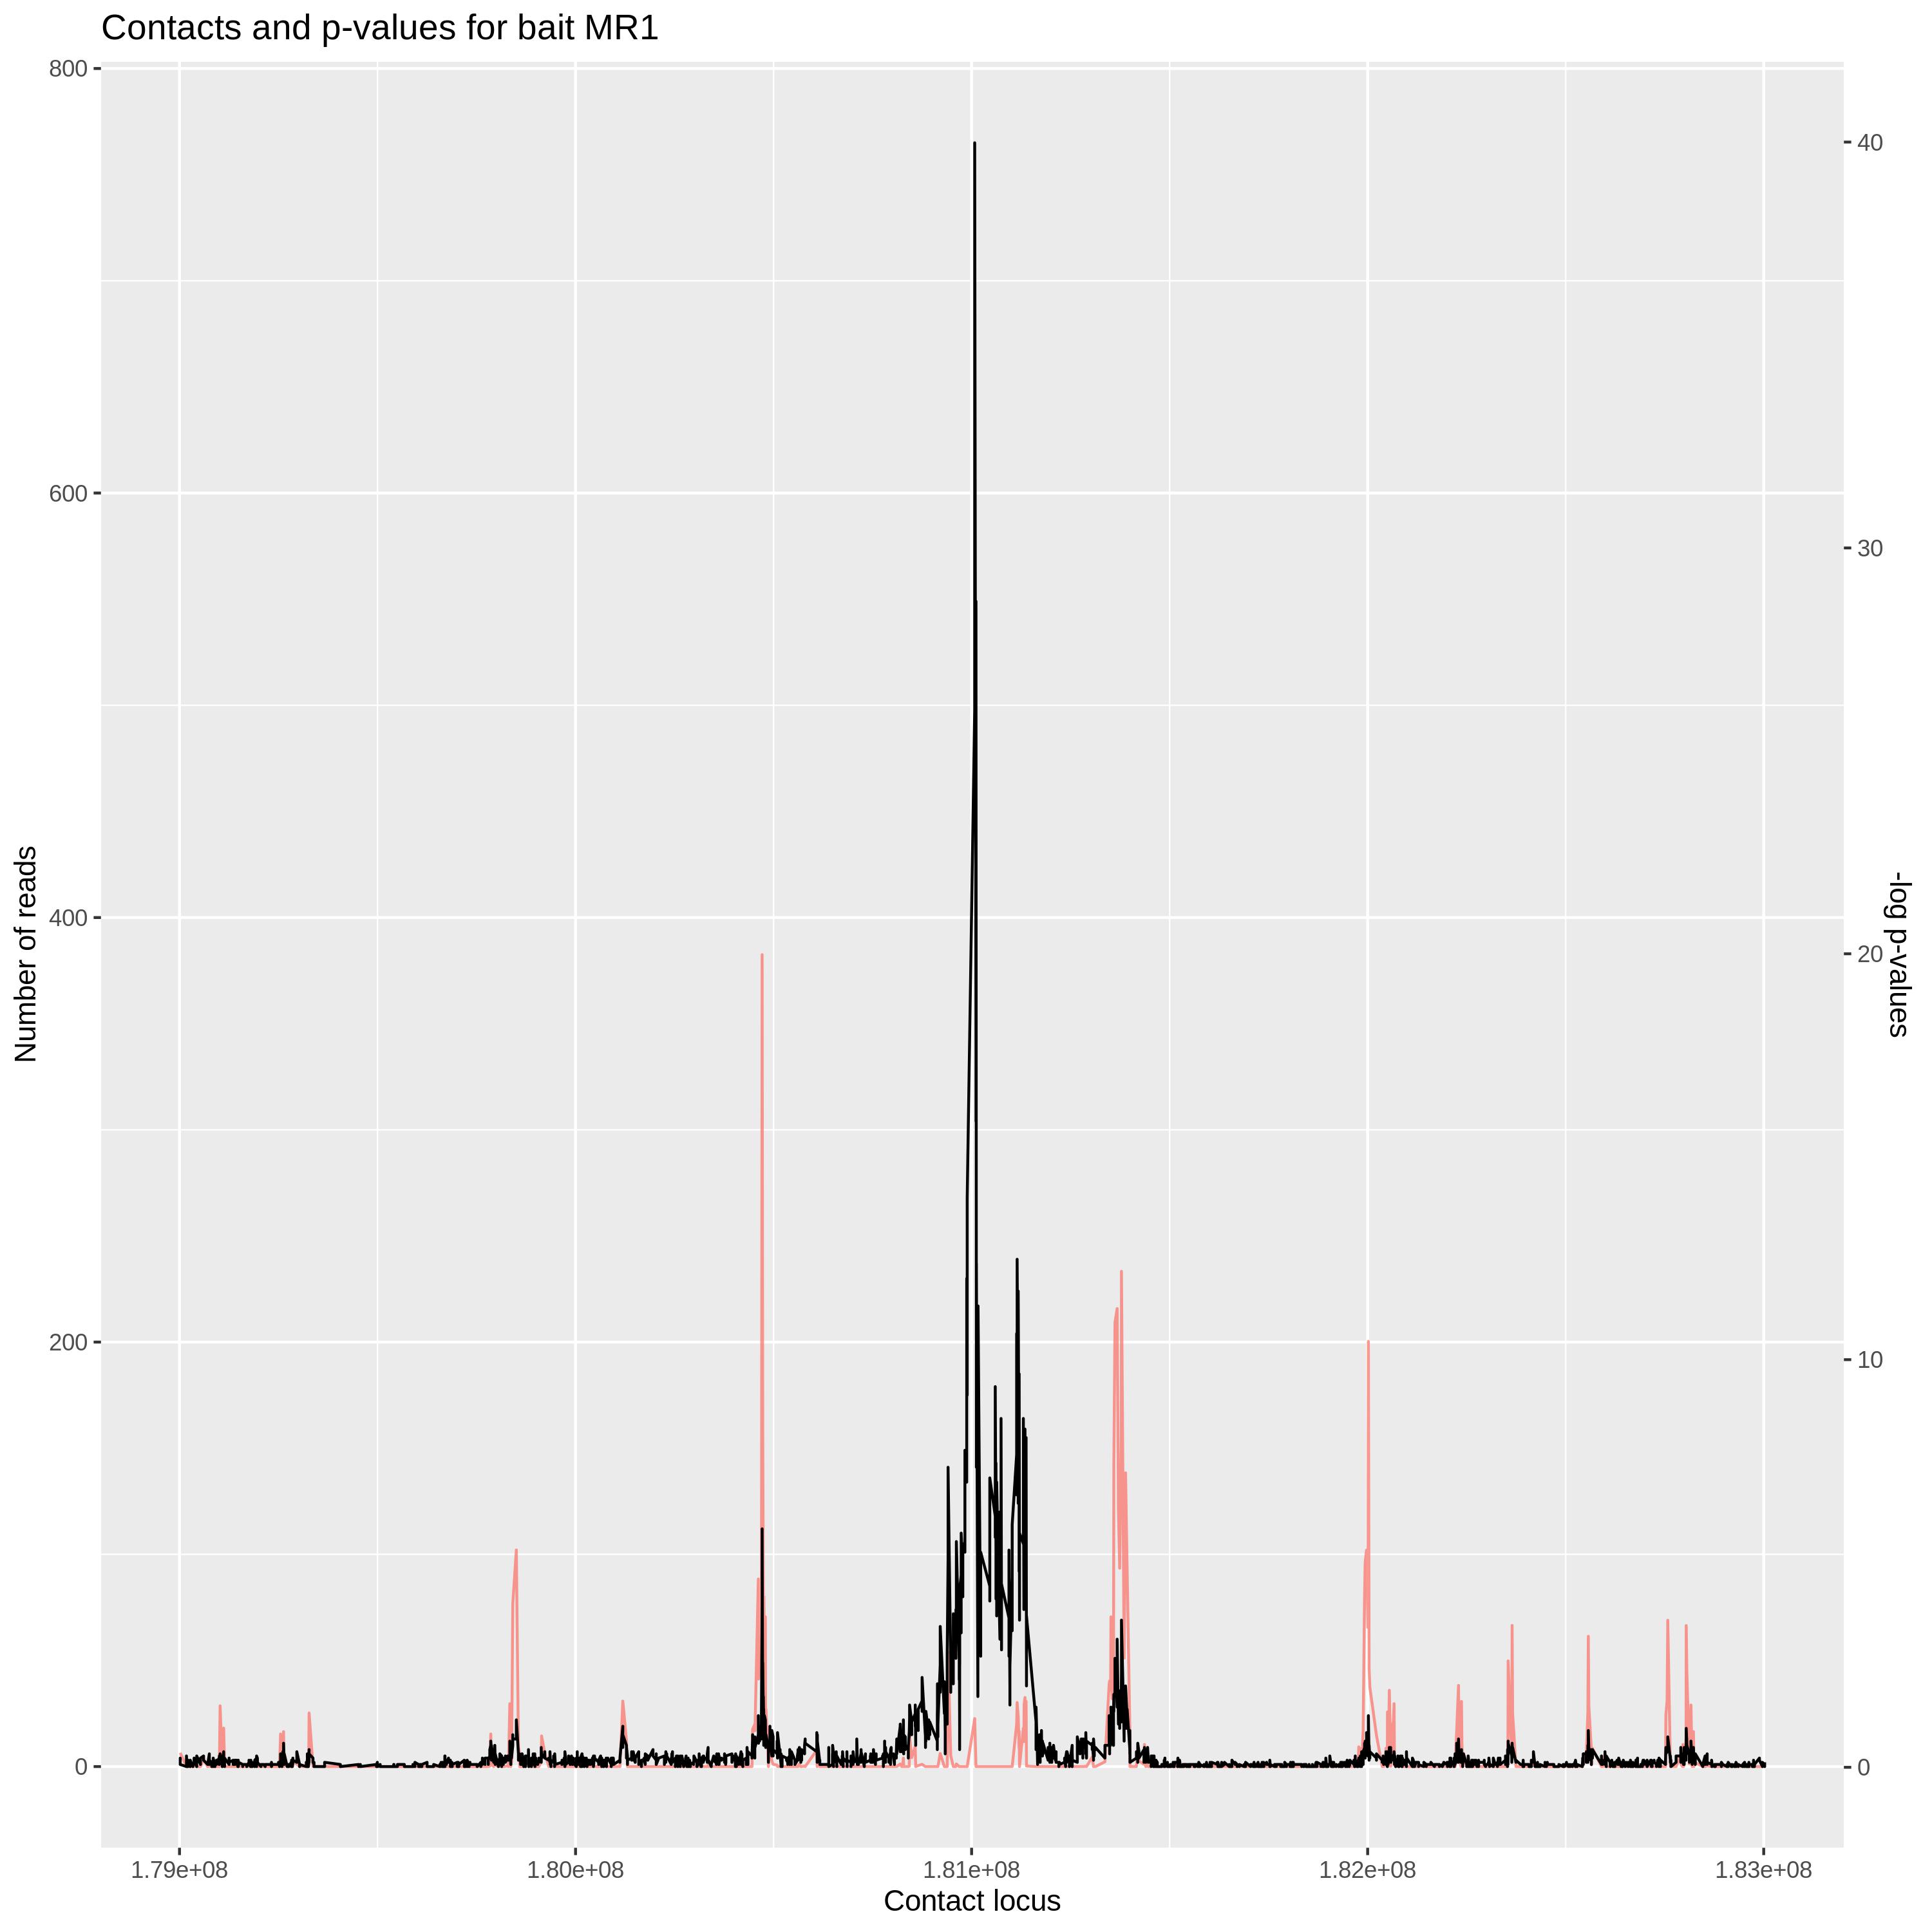 Contacts and p-values for bait MR1
800
600
400
200
0
Number of reads
40
30
20
10
0
-log p-values
1.79e+08
1.80e+08
1.81e+08
1.82e+08
1.83e+08
Contact locus